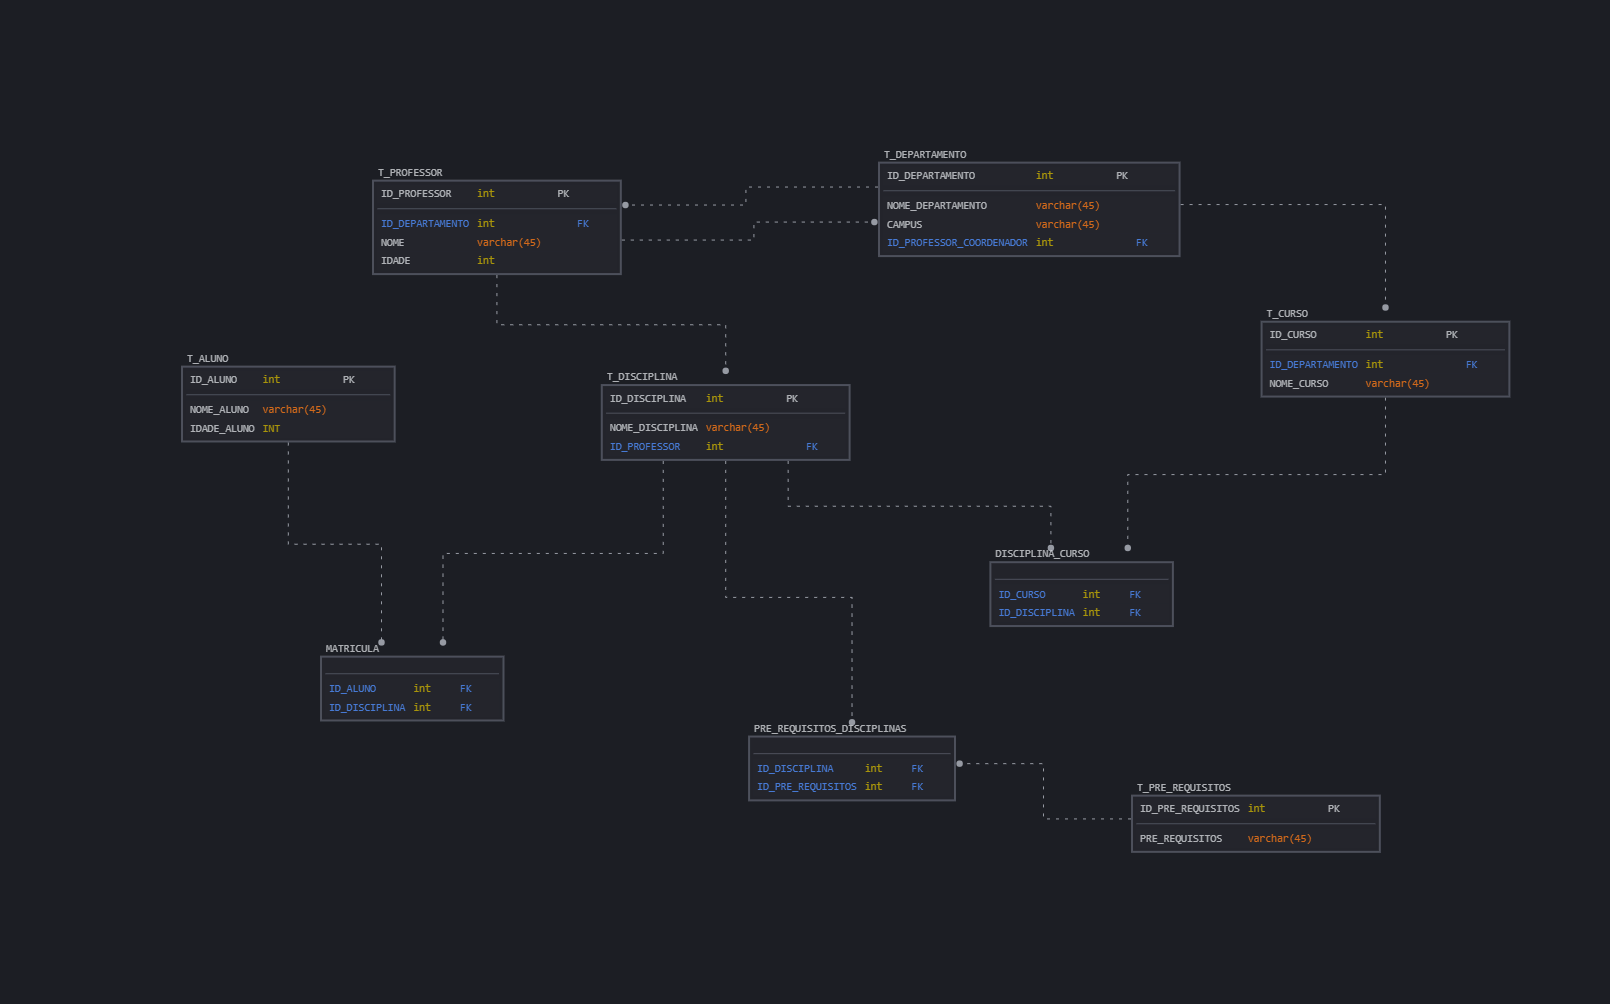 T_DEPARTAMENTO
ID_DEPARTAMENTO int PK
NOME_DEPARTAMENTO varchar(45)
CAMPUS varchar(45)
ID_PROFESSOR_COORDENADOR int FK
T_PROFESSOR
ID_PROFESSOR int PK
ID_DEPARTAMENTO int FK
NOME varchar(45)
IDADE int
T_CURSO
ID_CURSO int PK
ID_DEPARTAMENTO int FK
NOME_CURSO varchar(45)
T_ALUNO
ID_ALUNO int PK
NOME_ALUNO varchar(45)
IDADE_ALUNO INT
T_DISCIPLINA
ID_DISCIPLINA int PK
NOME_DISCIPLINA varchar(45)
ID_PROFESSOR int FK
DISCIPLINA_CURSO
ID_CURSO int FK
ID_DISCIPLINA int FK
MATRICULA
ID_ALUNO int FK
ID_DISCIPLINA int FK
PRE_REQUISITOS_DISCIPLINAS
ID_DISCIPLINA int FK
ID_PRE_REQUISITOS int FK
T_PRE_REQUISITOS
ID_PRE_REQUISITOS int PK
PRE_REQUISITOS varchar(45)